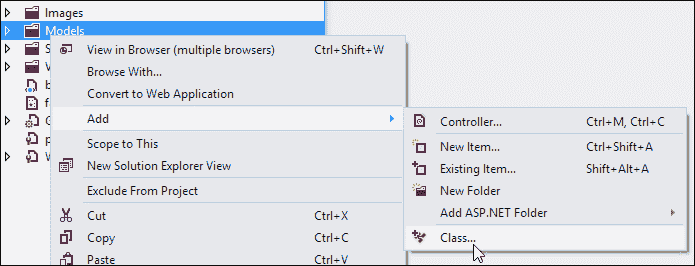 Images
Models
S
View in Browser (multiple browsers) Ctrl+Shift+W
V
Browse With...
b
Convert to Web Application
f
Add
Controller... Ctrl+M, Ctrl+C
G
p
Scope to This
New Item... Ctrl+Shift+A
W
New Solution Explorer View
Existing Item... Shift+Alt+A
Exclude From Project
New Folder
Cut Ctrl+X
Add ASP.NET Folder
Copy Ctrl+C
Class...
Paste Ctrl+V